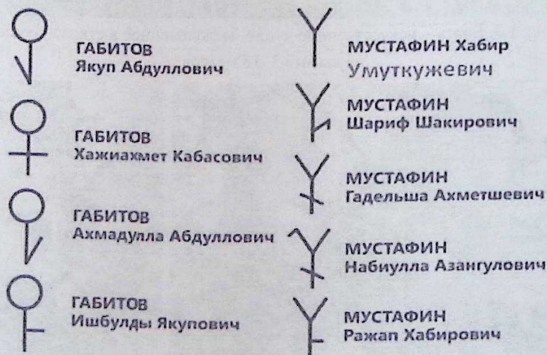 ГАБИТОВ
Якуп Абдуллович
ГАБИТОВ
Хажиахмет Кабасович
ГАБИТОВ
Ахмадулла Абдуллович
ГАБИТОВ
Ишбулды Якупович
МУСТАФИН Хабир
Умуткужевич
МУСТАФИН
Шариф Шакирович
МУСТАФИН
Гадельша Ахметшевич
МУСТАФИН
Набиулла Азангулович
МУСТАФИН
Ражап Хабирович